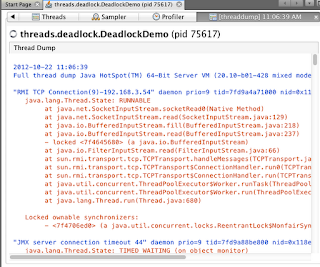 Start Page
threads.deadlock.DeadlockDemo (pid 75617)
Threads Sampler Profiler [threaddump] 11:06:39 AM
threads.deadlock.DeadlockDemo (pid 75617)
Thread Dump
2012-10-22 11:06:39
Full thread dump Java HotSpot(TM) 64-Bit Server VM (20.10-b01-428 mixed mode
"RMI TCP Connection(9)-192.168.3.54" daemon prio=9 tid=7fd9a4a71000 nid=0x11
java.lang.Thread.State: RUNNABLE
at java.net.SocketInputStream.socketRead0(Native Method)
at java.net.SocketInputStream.read(SocketInputStream.java:129)
at java.io.BufferedInputStream.fill(BufferedInputStream.java:218)
at java.io.BufferedInputStream.read(BufferedInputStream.java:237)
- locked <7f4645680> (a java.io.BufferedInputStream)
at java.io.FilterInputStream.read(FilterInputStream.java:66)
at sun.rmi.transport.tcp.TCPTransport.handleMessages(TCPTransport.j
at sun.rmi.transport.tcp.TCPTransport$ConnectionHandler.run0(TCPTran
at sun.rmi.transport.tcp.TCPTransport$ConnectionHandler.run(TCPTrans
at java.util.concurrent.ThreadPoolExecutor$Worker.runTask(ThreadPool
at java.util.concurrent.ThreadPoolExecutor$Worker.run(ThreadPoolExec
at java.lang.Thread.run(Thread.java:680)
Locked ownable synchronizers:
- <7f4706ed0> (a java.util.concurrent.locks.ReentrantLock$NonfairSyn
"JMX server connection timeout 44" daemon prio=9 tid=7fd9a88be800 nid=0x118e
java.lang.Thread.State: TIMED_WAITING (on object monitor)